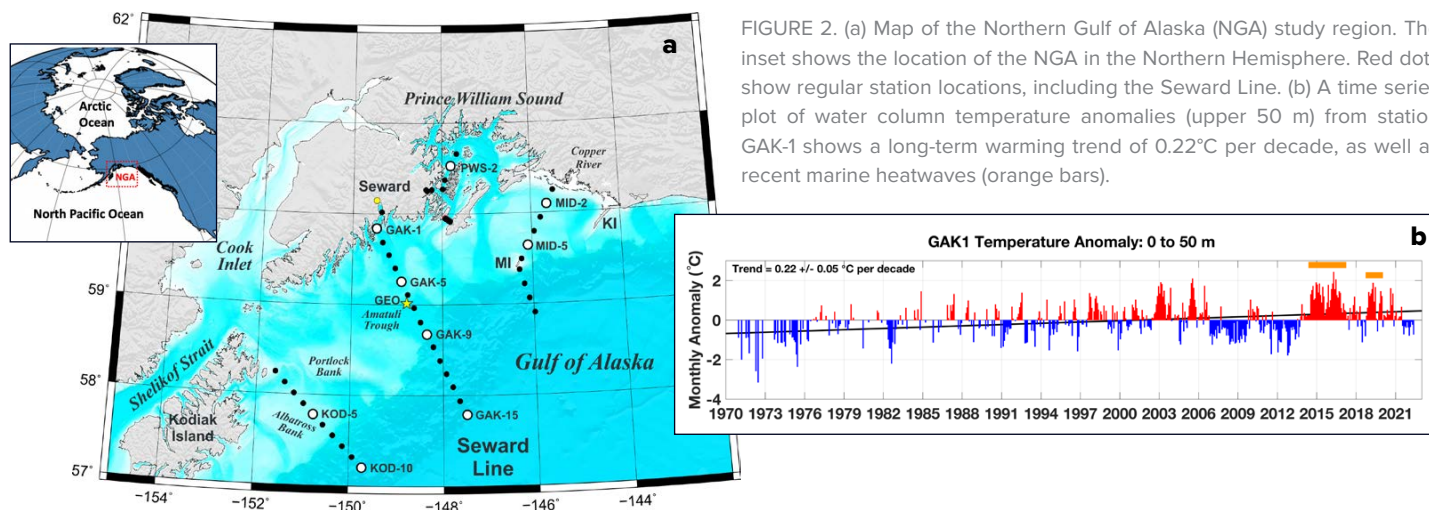 FIGURE 2. (a) Map of the Northern Gulf of Alaska (NGA) study region. Th
inset shows the location of the NGA in the Northern Hemisphere. Red dot
show regular station locations, including the Seward Line. (b) A time serie
plot of water column temperature anomalies (upper 50 m) from statio
GAK-1 shows a long-term warming trend of 0.22°C per decade, as well a
recent marine heatwaves (orange bars).
a
Arctic
Ocean
NGA
North Pacific Ocean
62°
59°
58°
57°
−154°
−152°
−150°
−148°
−146°
−144°
Prince William Sound
Copper
River
PWS-2
Seward
MID-2
KI
GAK-1
MID-5
Cook
Inlet
MI
GAK-5
GEO
Amatuli
Trough
GAK-9
Gulf of Alaska
Shelikof Strait
Portlock
Bank
Kodiak
Island
KOD-5
Albatross
Bank
GAK-15
Seward
Line
KOD-10
b
GAK1 Temperature Anomaly: 0 to 50 m
Trend = 0.22 +/- 0.05 °C per decade
Monthly Anomaly (°C)
2
0
-2
-4
1970 1973 1976 1979 1982 1985 1988 1991 1994 1997 2000 2003 2006 2009 2012 2015 2018 2021